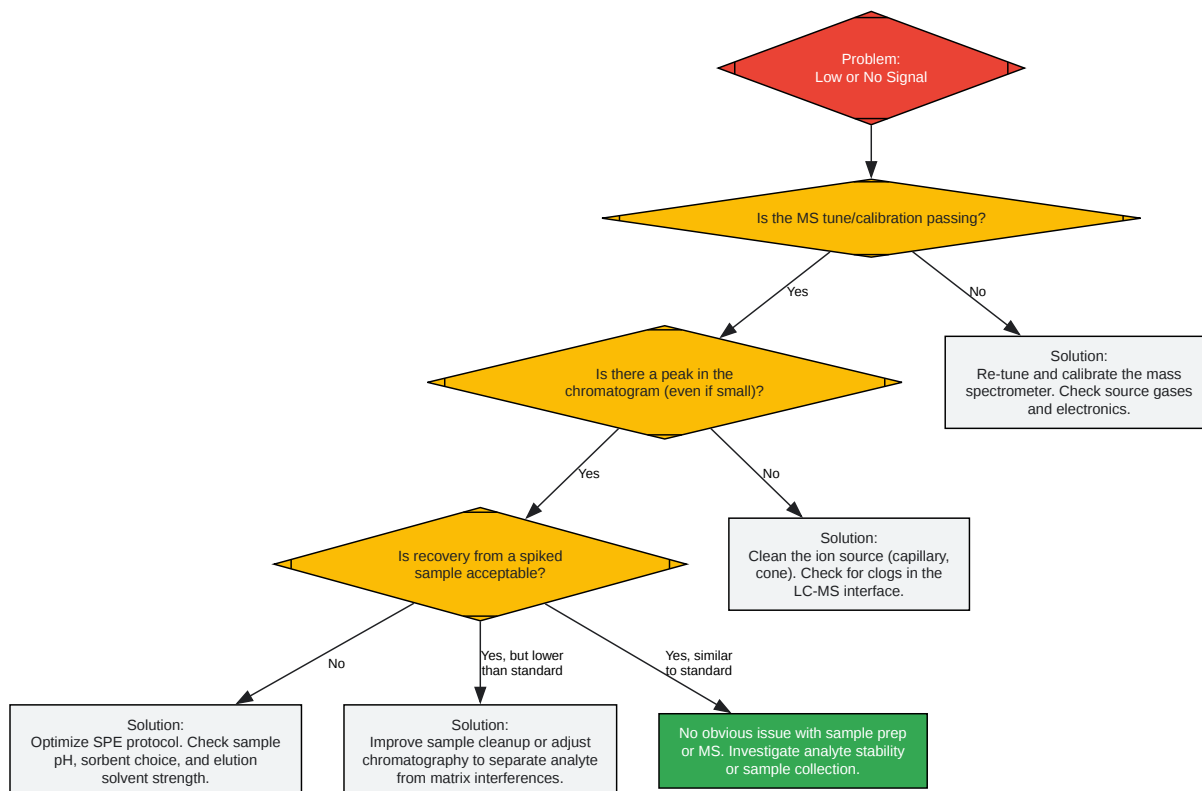 Problem:
Low or No Signal
Is the MS tune/calibration passing?
Yes
No
Is there a peak in the
chromatogram (even if small)?
Solution:
Re-tune and calibrate the mass
spectrometer. Check source gases
and electronics.
Yes
No
Is recovery from a spiked
sample acceptable?
Solution:
Clean the ion source (capillary,
cone). Check for clogs in the
LC-MS interface.
No
Yes, but lower
than standard
Yes, similar
to standard
Solution:
Optimize SPE protocol. Check sample
pH, sorbent choice, and elution
solvent strength.
Solution:
Improve sample cleanup or adjust
chromatography to separate analyte
from matrix interferences.
No obvious issue with sample prep
or MS. Investigate analyte stability
or sample collection.